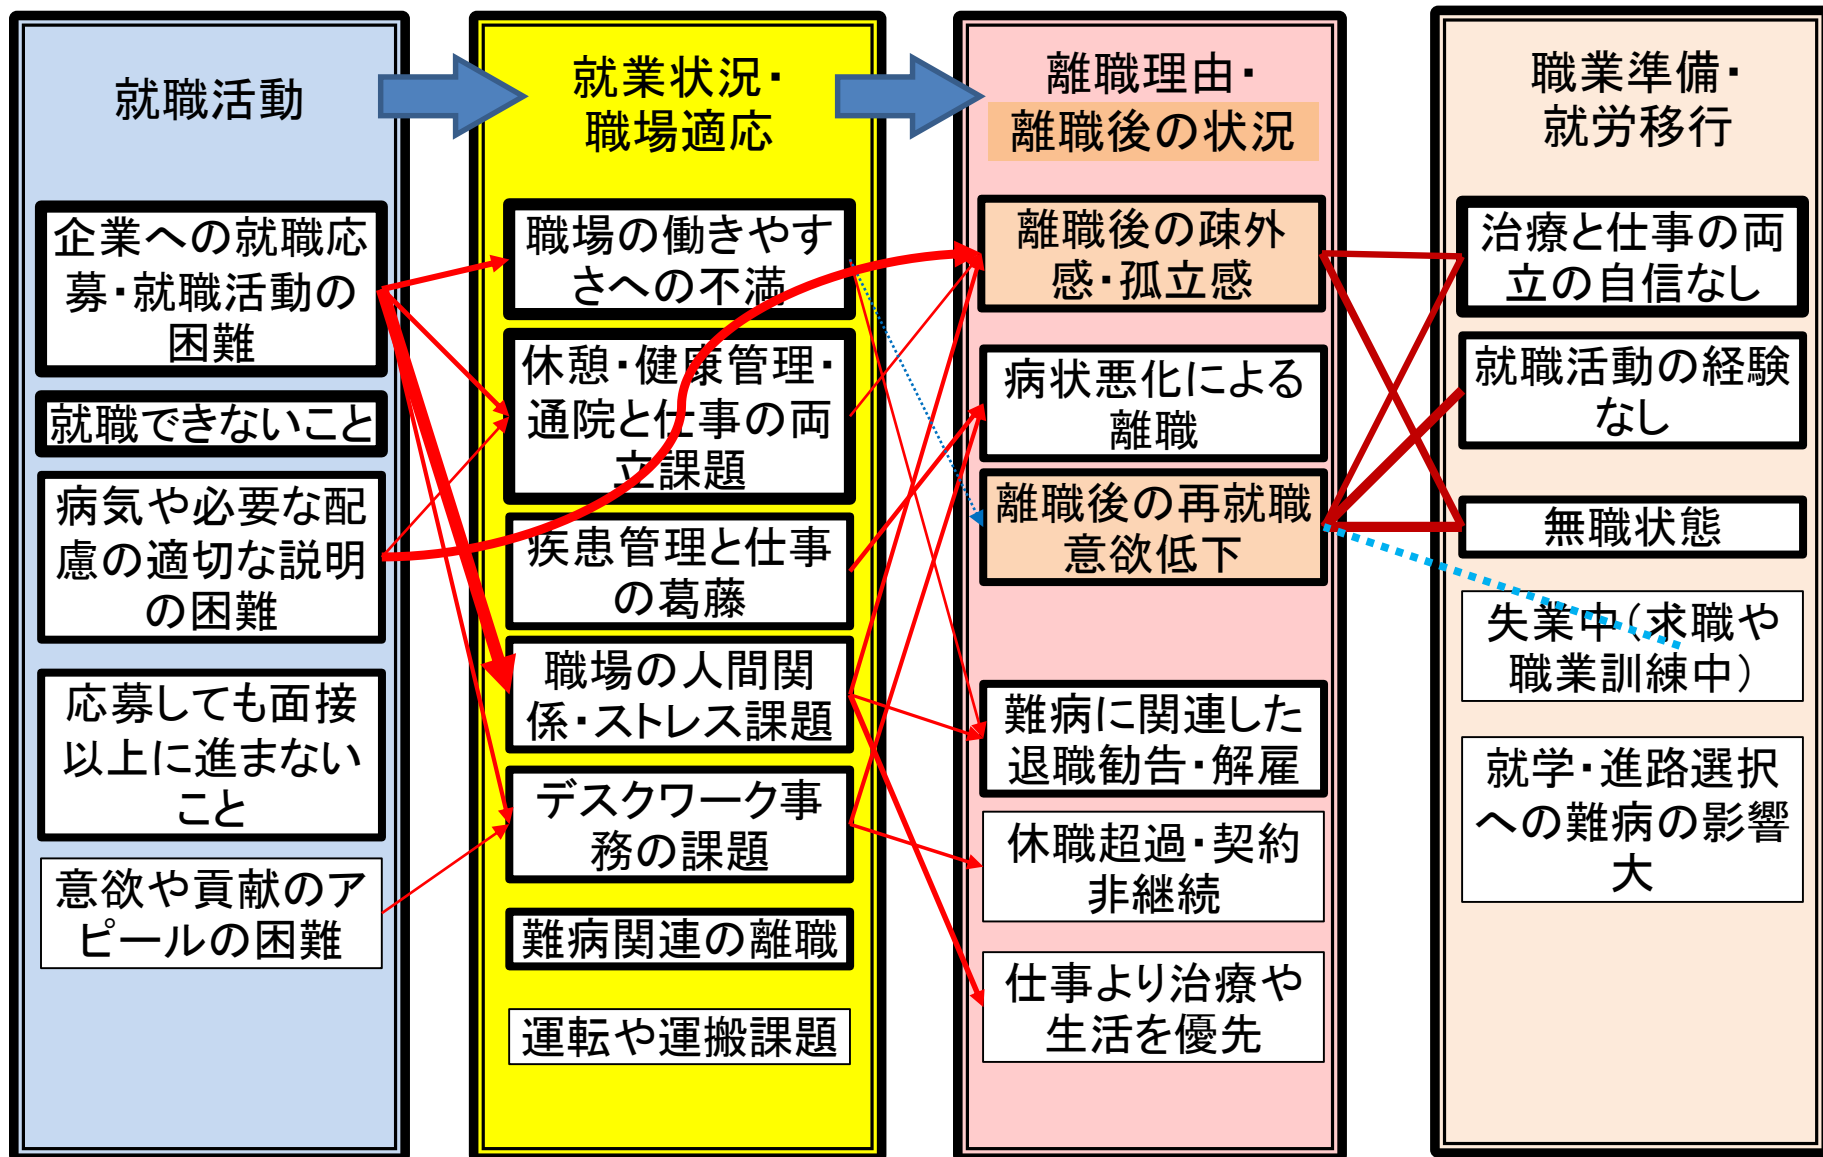 就職活動
企業への就職応
募・就職活動の
困難
就職できないこと
病気や必要な配
慮の適切な説明
の困難
応募しても面接
以上に進まない
こと
意欲や貢献のア
ピールの困難
就業状況・
職場適応
職場の働きやす
さへの不満
休憩・健康管理・
通院と仕事の両
立課題
疾患管理と仕事
の葛藤
職場の人間関
係・ストレス課題
デスクワーク事
務の課題
難病関連の離職
運転や運搬課題
離職理由・
離職後の状況
離職後の疎外
感・孤立感
病状悪化による
離職
離職後の再就職
意欲低下
難病に関連した
退職勧告・解雇
休職超過・契約
非継続
仕事より治療や
生活を優先
職業準備・
就労移行
治療と仕事の両
立の自信なし
就職活動の経験
なし
無職状態
失業中(求職や
職業訓練中)
就学・進路選択
への難病の影響
大